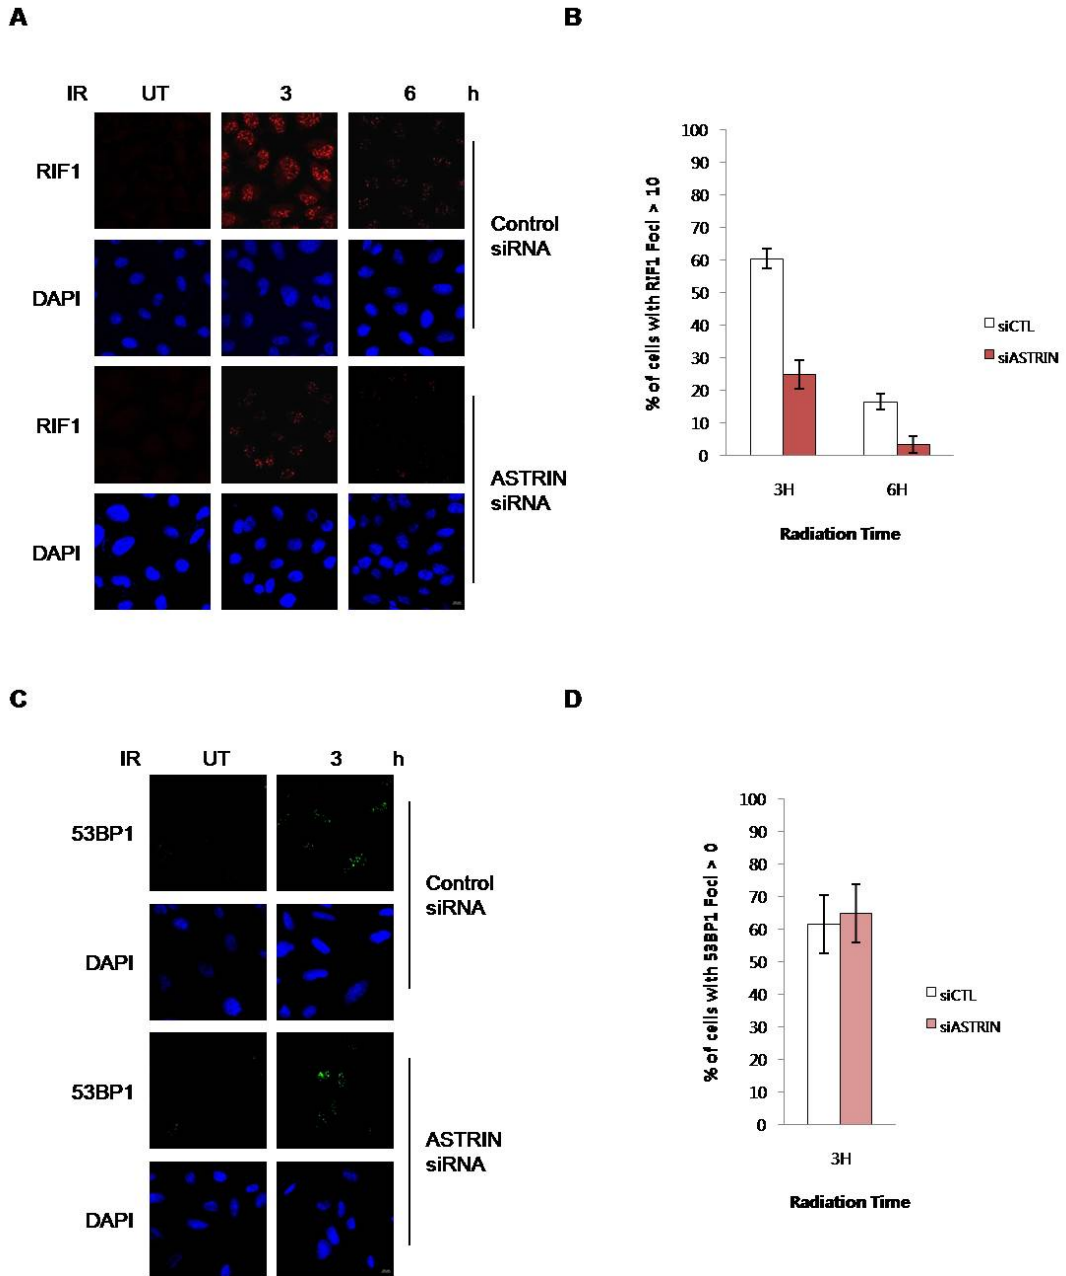 A
B
IR UT 3 6 h
RIF1
DAPI
Control
siRNA
RIF1
DAPI
ASTRIN
siRNA
% of cells with RIF1 Foci > 10
100
90
80
70
60
50
40
30
20
10
0
3H 6H
Radiation Time
siCTL
siASTRIN
C
D
IR UT 3 h
53BP1
DAPI
Control
siRNA
53BP1
DAPI
ASTRIN
siRNA
% of cells with 53BP1 Foci > 0
100
90
80
70
60
50
40
30
20
10
0
3H
Radiation Time
siCTL
siASTRIN